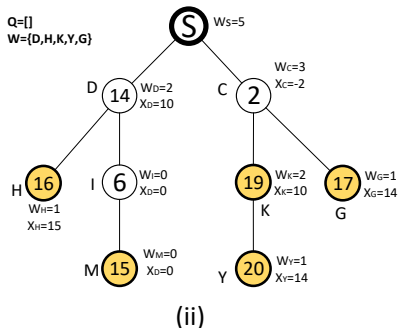 Q=[]
W={D,H,K,Y,G}
S
WS=5
D
14
WD=2
XD=10
C
2
WC=3
XC=-2
16
H
WH=1
XH=15
I
6
WI=0
XD=0
19
K
WK=2
XK=10
17
G
WG=1
XG=14
M
15
WM=0
XD=0
Y
20
WY=1
XY=14
(ii)